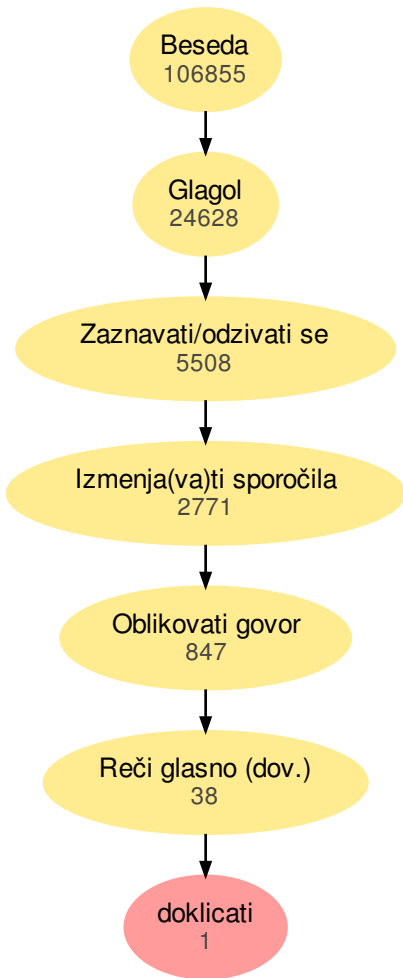 Beseda
106855
Glagol
24628
Zaznavati/odzivati se
5508
Izmenja(va)ti sporočila
2771
Oblikovati govor
847
Reči glasno (dov.)
38
doklicati
1